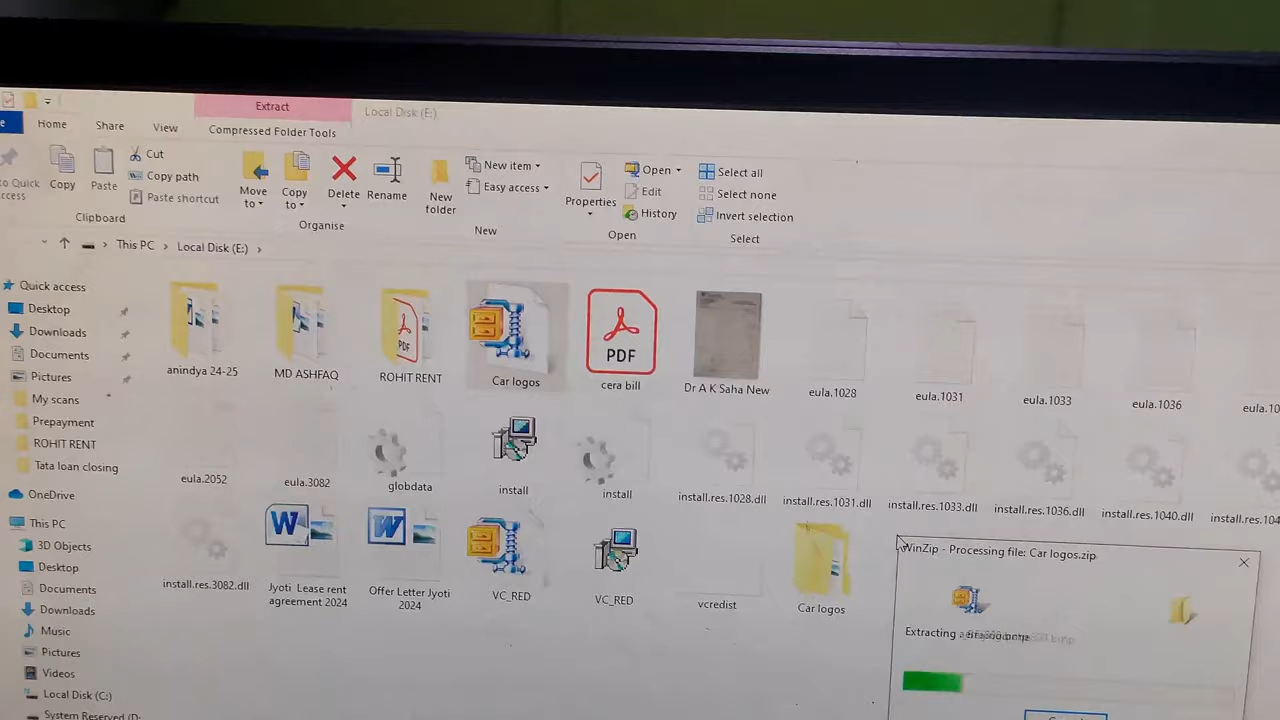 Extract
Local Disk (E:)
Home
Share
View
Compressed Folder Tools
Copy
Paste
Cut
Copy path
Paste shortcut
Clipboard
Move to
Copy to
Delete
Rename
Organise
New folder
New item
Easy access
New
Properties
Open
Edit
History
Open
Select all
Select none
Invert selection
Select
This PC > Local Disk (E:) >
Quick access
Desktop
Downloads
Documents
Pictures
My scans
Prepayment
ROHIT RENT
Tata loan closing
OneDrive
This PC
3D Objects
Desktop
Documents
Downloads
Music
Pictures
Videos
Local Disk (C:)
System Reserved (D:
anindya 24-25
MD ASHFAQ
PDF
ROHIT RENT
Car logos
PDF
cera bill
Dr A K Saha New
eula.1028
eula.1031
eula.1033
eula.1036
eula.2052
eula.3082
globdata
install
install
install.res.1028.dll
install.res.1031.dll
install.res.1033.dll
install.res.1036.dll
install.res.1040.dll
install.res.3082.dll
Jyoti Lease rent
agreement 2024
Offer Letter Jyoti
2024
VC_RED
VC_RED
vcredist
Car logos
WinZip - Processing file: Car logos.zip
Extracting